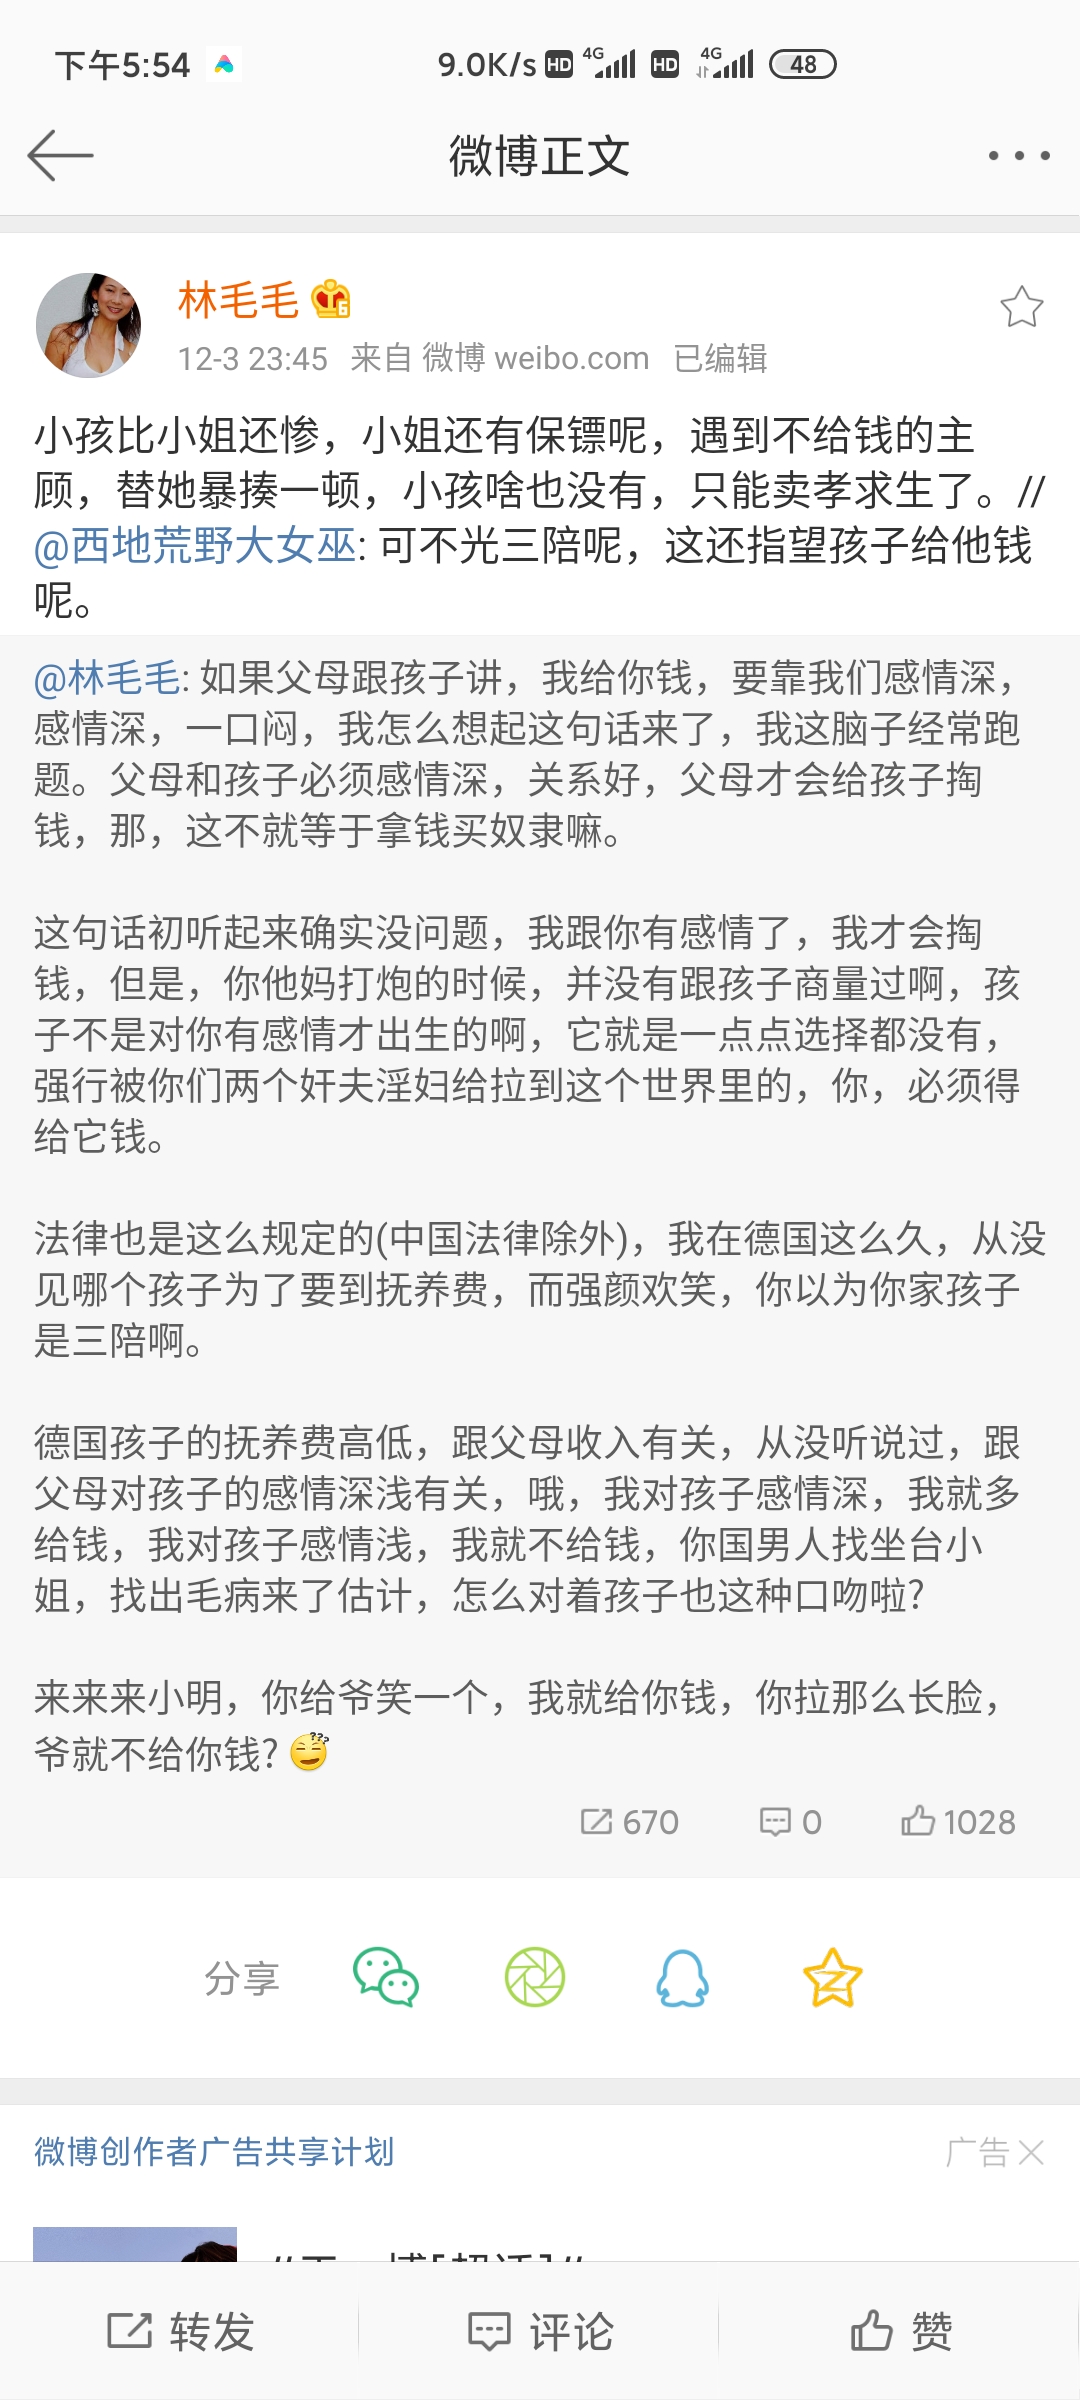 下午5:54
9.0K/s HD 4G HD 4G 48
微博正文
林毛毛 6
12-3 23:45 来自 微博 weibo.com 已编辑
小孩比小姐还惨，小姐还有保镖呢，遇到不给钱的主
顾，替她暴揍一顿，小孩啥也没有，只能卖孝求生了。//
@西地荒野大女巫: 可不光三陪呢，这还指望孩子给他钱
呢。
@林毛毛: 如果父母跟孩子讲，我给你钱，要靠我们感情深，
感情深，一口闷，我怎么想起这句话来了，我这脑子经常跑
题。父母和孩子必须感情深，关系好，父母才会给孩子掏
钱，那，这不就等于拿钱买奴隶嘛。
这句话初听起来确实没问题，我跟你有感情了，我才会掏
钱，但是，你他妈打炮的时候，并没有跟孩子商量过啊，孩
子不是对你有感情才出生的啊，它就是一点点选择都没有，
强行被你们两个奸夫淫妇给拉到这个世界里的，你，必须得
给它钱。
法律也是这么规定的(中国法律除外)，我在德国这么久，从没
见哪个孩子为了要到抚养费，而强颜欢笑，你以为你家孩子
是三陪啊。
德国孩子的抚养费高低，跟父母收入有关，从没听说过，跟
父母对孩子的感情深浅有关，哦，我对孩子感情深，我就多
给钱，我对孩子感情浅，我就不给钱，你国男人找坐台小
姐，找出毛病来了估计，怎么对着孩子也这种口吻啦?
来来来小明，你给爷笑一个，我就给你钱，你拉那么长脸，
爷就不给你钱? ???
670 0 1028
分享
微博创作者广告共享计划 广告
转发 评论 赞